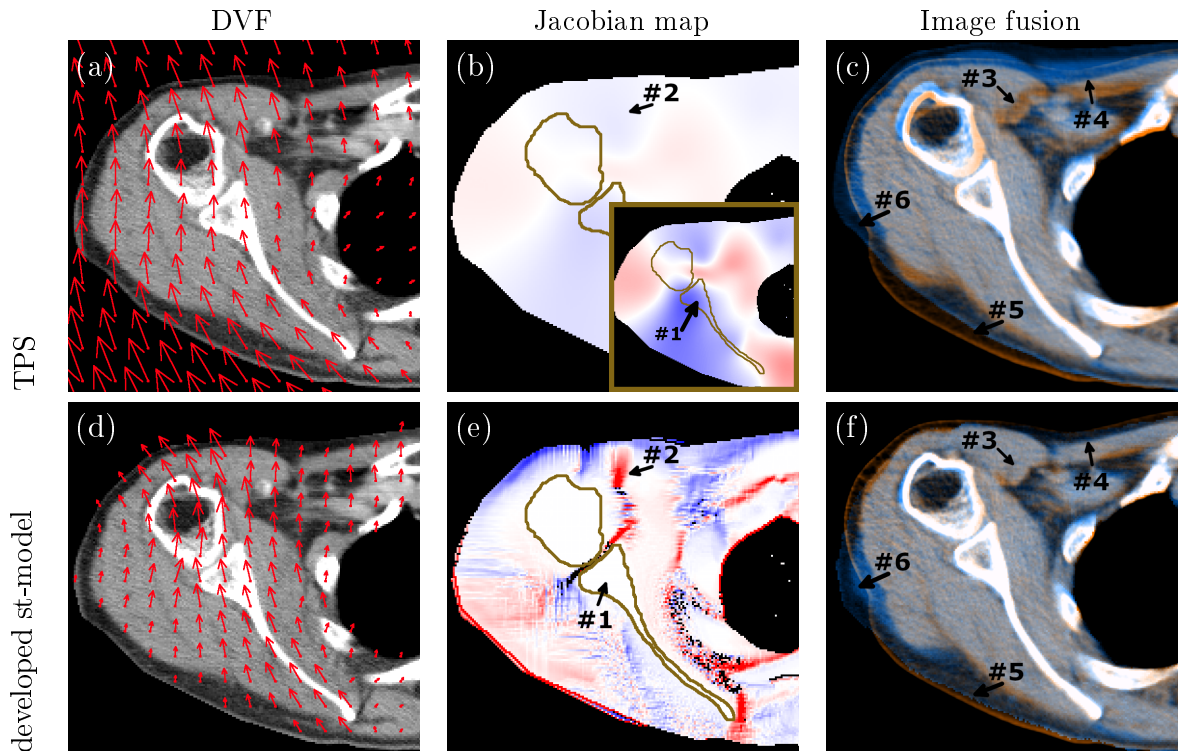 DVF Jacobian map Image fusion
TPS
(a) (b) (c)
#2
#3
#4
#6
#1
#5
developed st-model
(d) (e) (f)
#2
#3
#4
#6
#1
#5